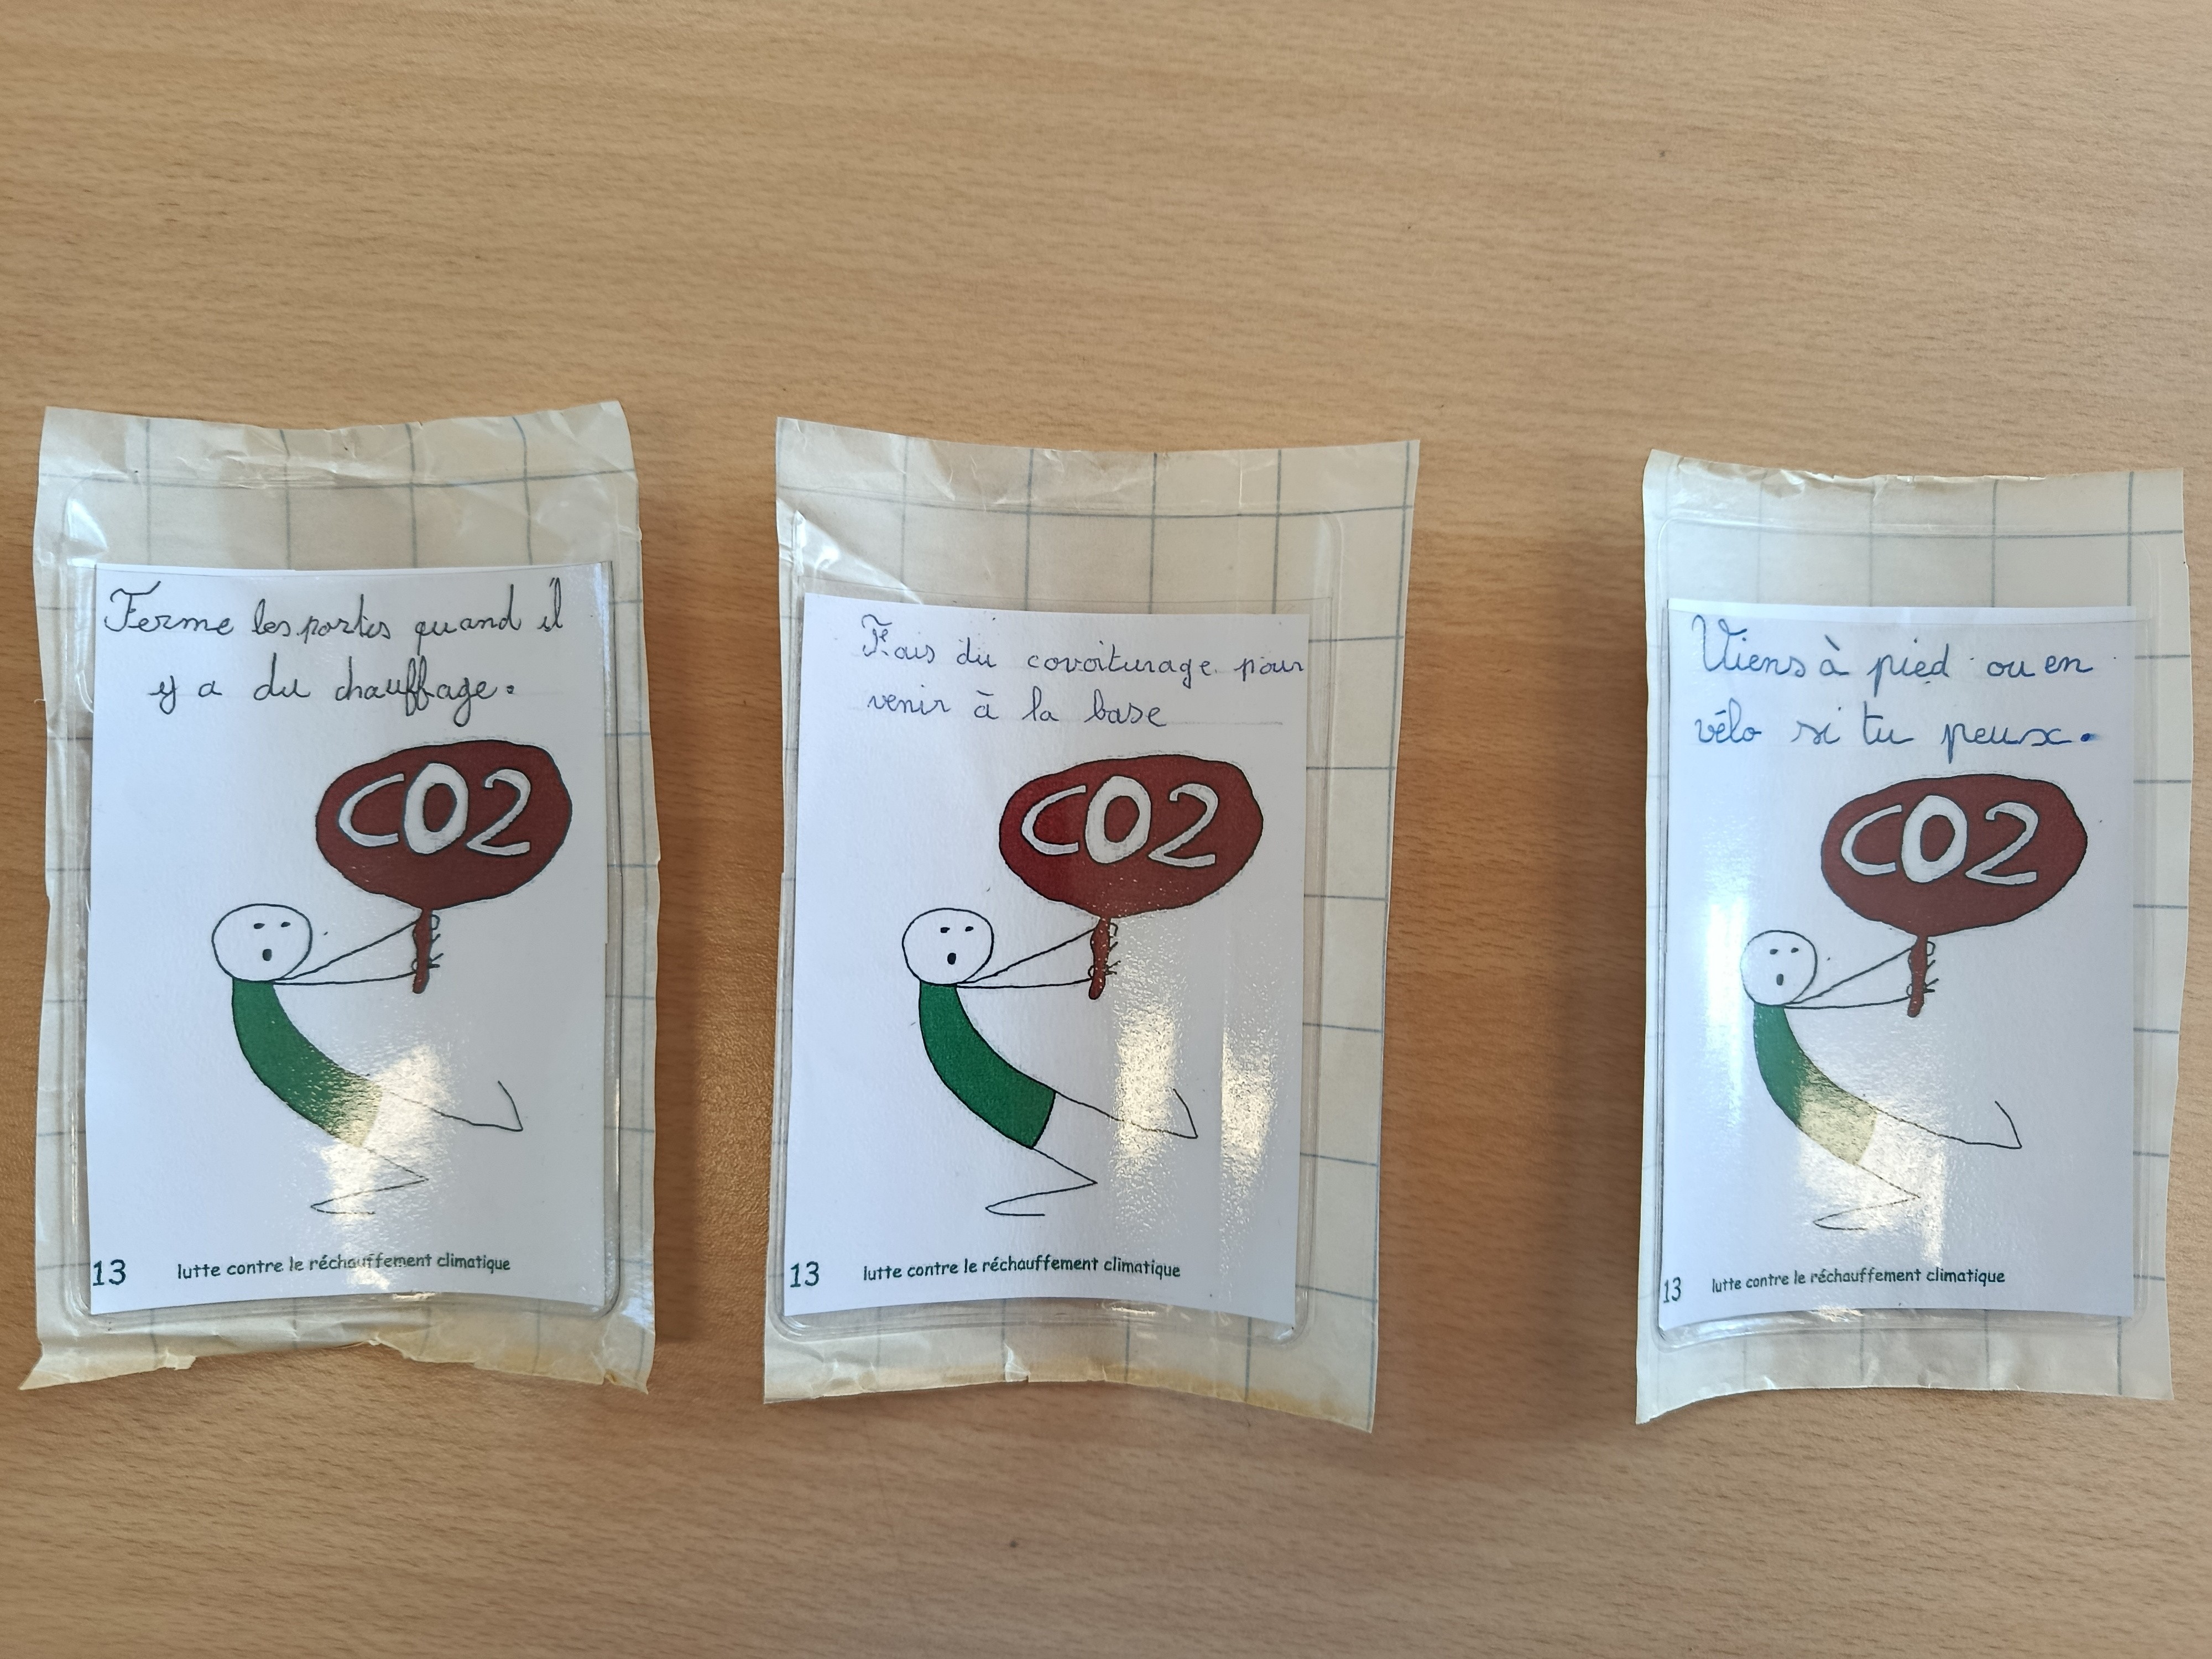 Ferme les portes quand il
y a du chauffage.
CO2
13 lutte contre le réchauffement climatique
Fais du covoiturage pour
venir à la base
CO2
13 lutte contre le réchauffement climatique
Viens à pied ou en
vélo si tu peux.
CO2
13 lutte contre le réchauffement climatique